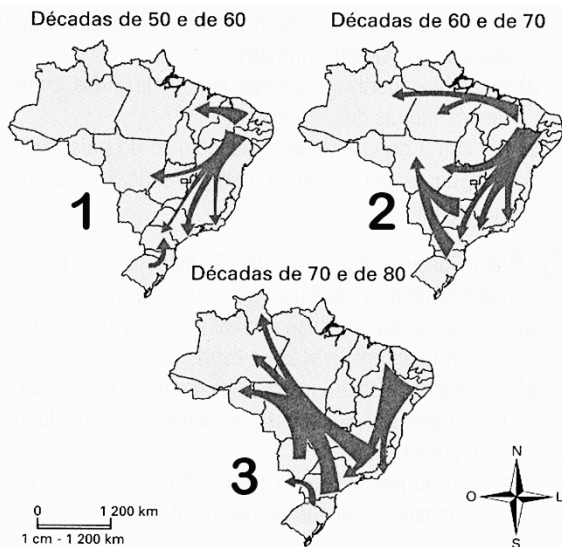 Décadas de 50 e de 60
Décadas de 60 e de 70
1
2
Décadas de 70 e de 80
3
0 1 200 km
1 cm - 1 200 km
N
O L
S